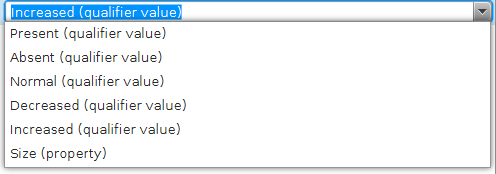 Increased (qualifier value)
Present (qualifier value)
Absent (qualifier value)
Normal (qualifier value)
Decreased (qualifier value)
Increased (qualifier value)
Size (property)